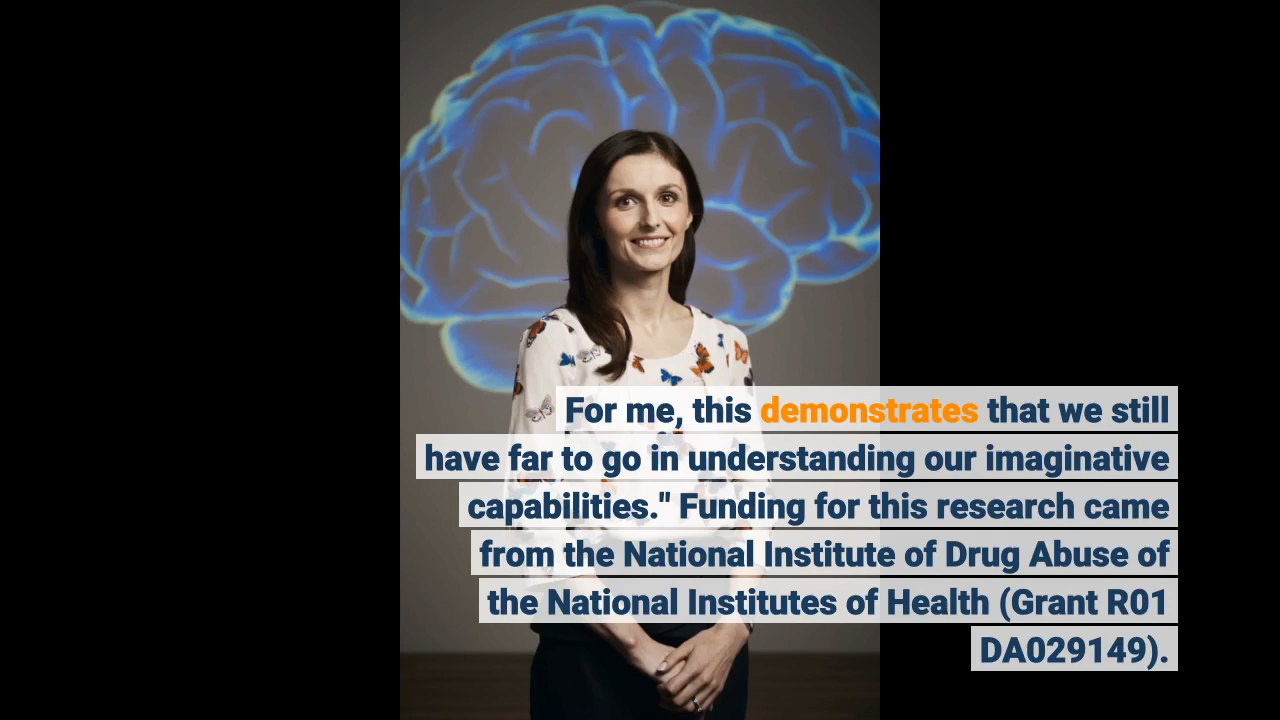 For me, this demonstrates that we still
have far to go in understanding our imaginative
capabilities." Funding for this research came
from the National Institute of Drug Abuse of
the National Institutes of Health (Grant R01
DA029149).